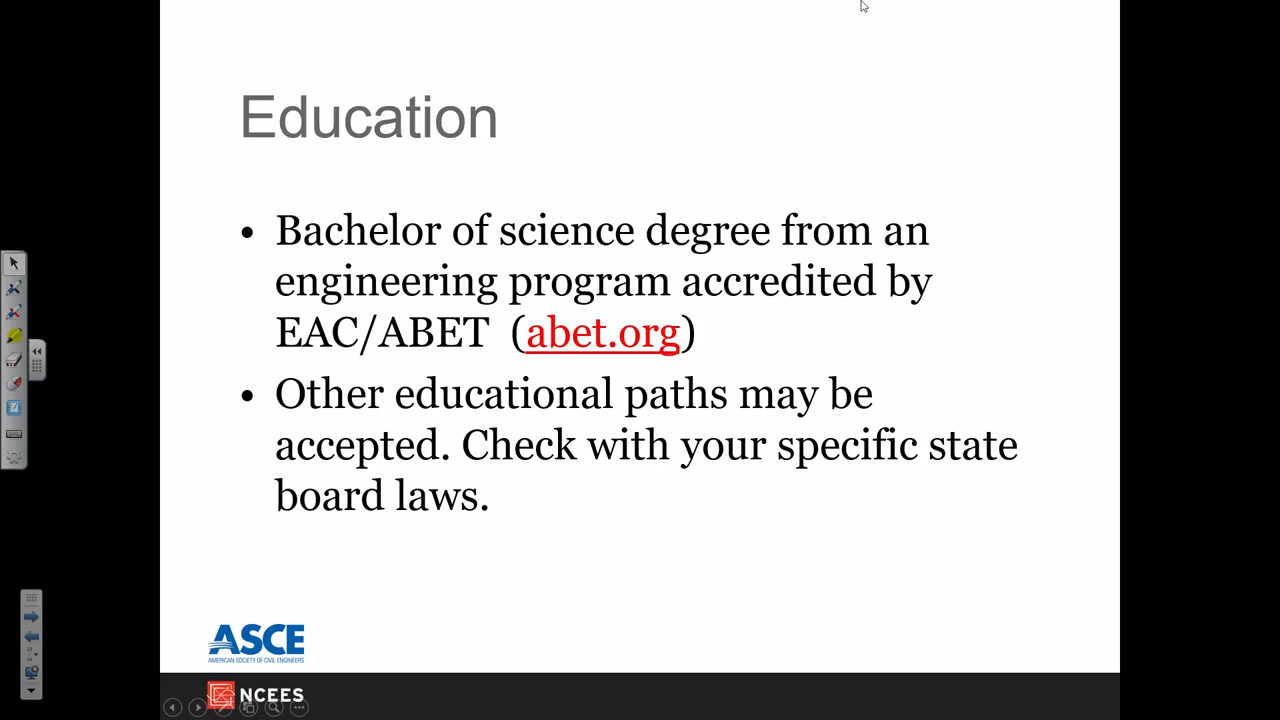 Education
• Bachelor of science degree from an
engineering program accredited by
EAC/ABET (abet.org)
• Other educational paths may be
accepted. Check with your specific state
board laws.
ASCE
AMERICAN SOCIETY OF CIVIL ENGINEERS
NCEES